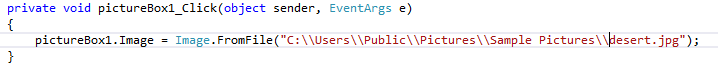 private void pictureBox1_Click(object sender, EventArgs e)
{
    pictureBox1.Image = Image.FromFile("C:\\Users\\Public\\Pictures\\Sample Pictures\\desert.jpg");
}